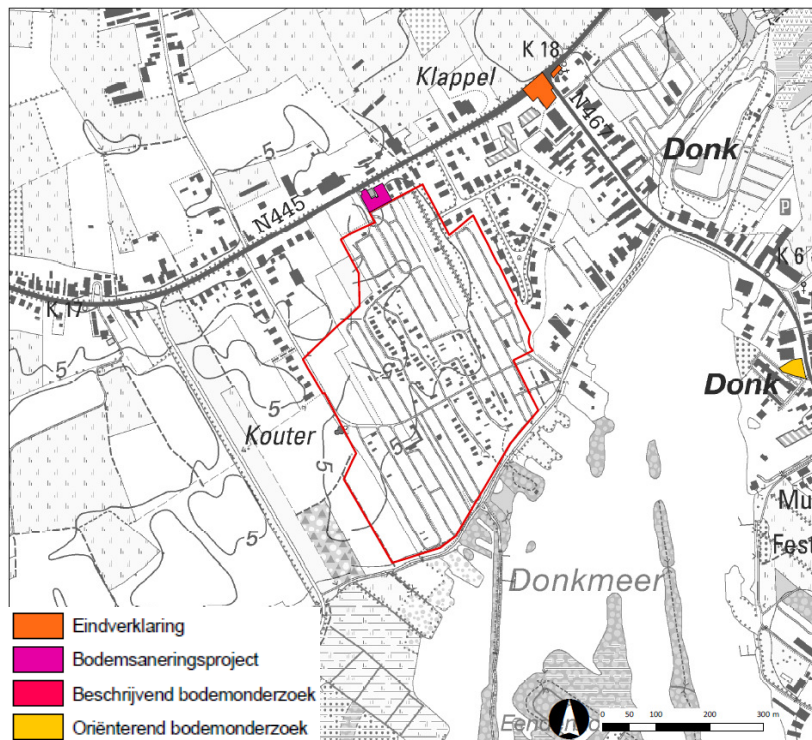 K 18
Klappel
N467
Donk
5
P
N445
K 6
K 17
5
5
5
5
Donk
Kouter
5
5
5
Mu
Fest
Donkmeer
Eindverklaring
Bodemsaneringsproject
Beschrijvend bodemonderzoek
Oriënterend bodemonderzoek
0 50 100 200 300 m